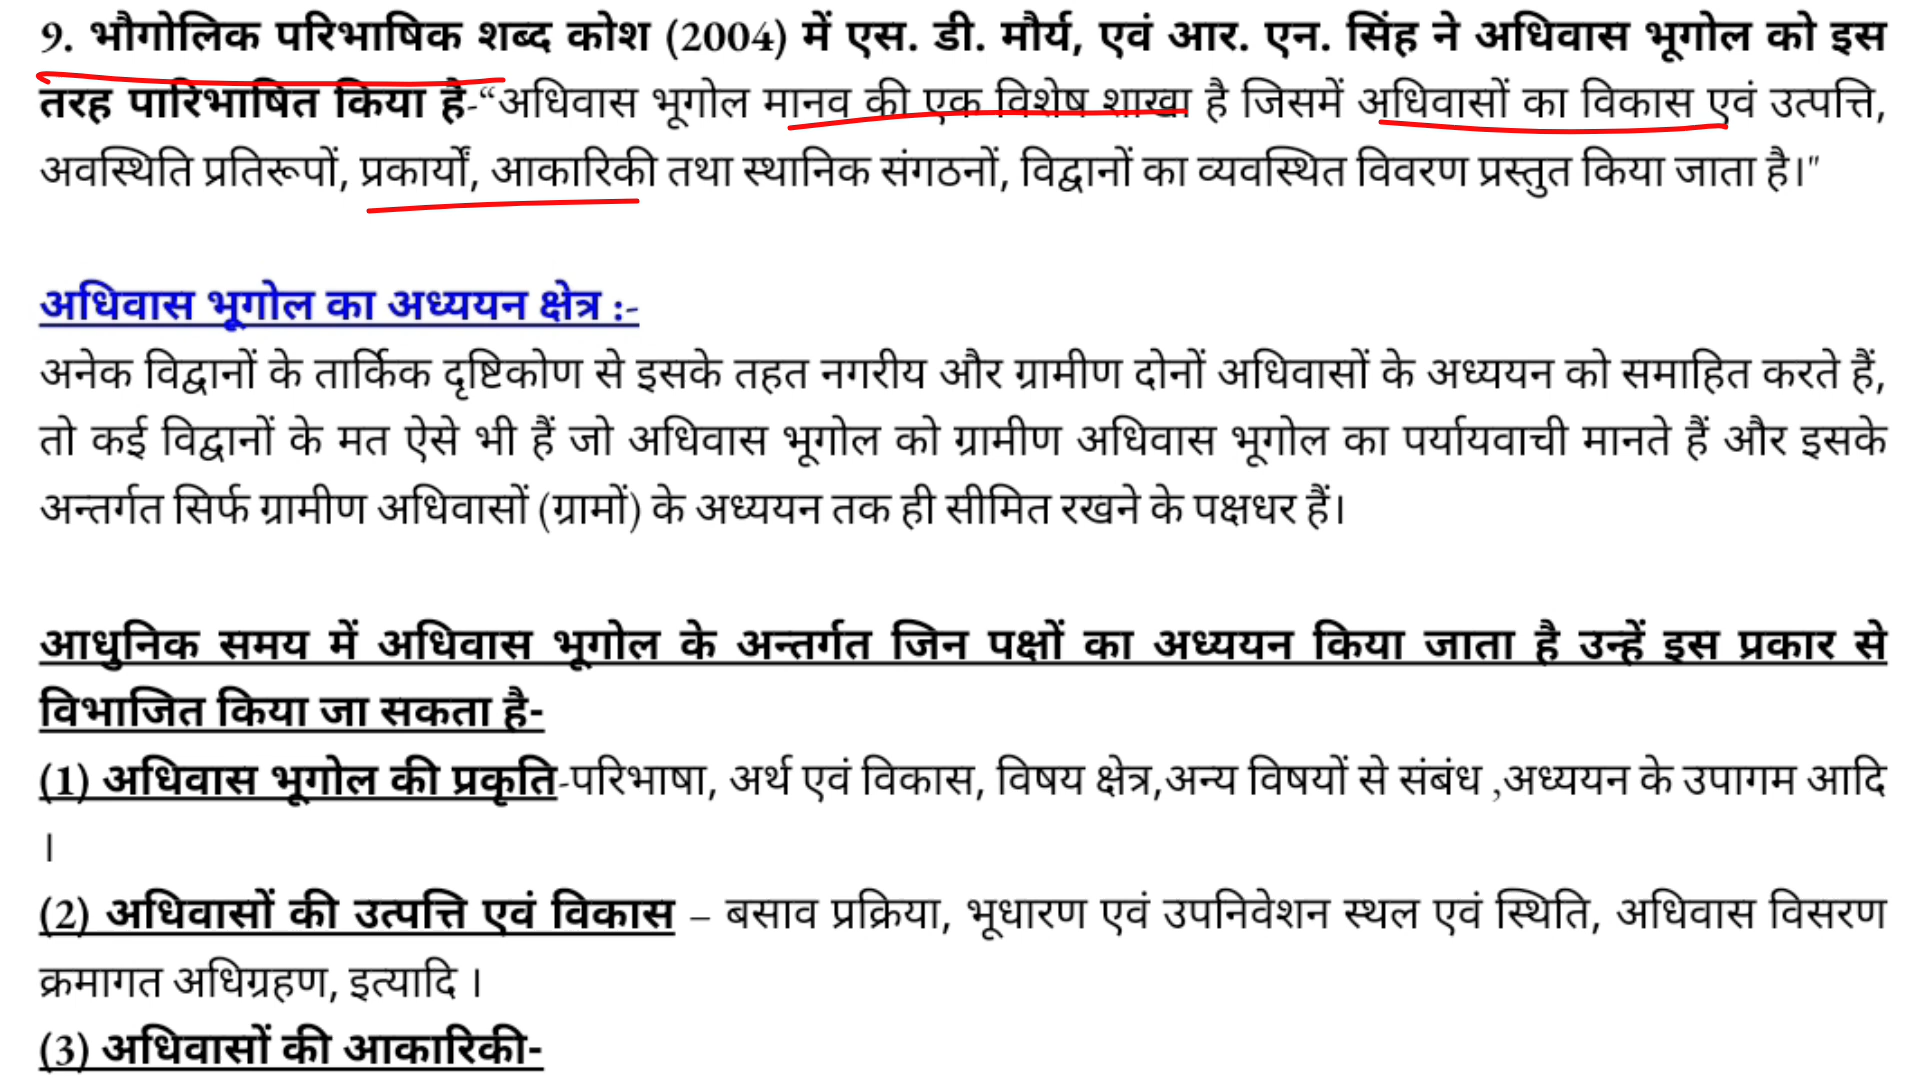 9. भौगोलिक परिभाषिक शब्द कोश (2004) में एस. डी. मौर्य, एवं आर. एन. सिंह ने अधिवास भूगोल को इस
तरह पारिभाषित किया है-“अधिवास भूगोल मानव की एक विशेष शाखा है जिसमें अधिवासों का विकास एवं उत्पत्ति,
अवस्थिति प्रतिरूपों, प्रकार्यों, आकारिकी तथा स्थानिक संगठनों, विद्वानों का व्यवस्थित विवरण प्रस्तुत किया जाता है।"
अधिवास भूगोल का अध्ययन क्षेत्र :-
अनेक विद्वानों के तार्किक दृष्टिकोण से इसके तहत नगरीय और ग्रामीण दोनों अधिवासों के अध्ययन को समाहित करते हैं,
तो कई विद्वानों के मत ऐसे भी हैं जो अधिवास भूगोल को ग्रामीण अधिवास भूगोल का पर्यायवाची मानते हैं और इसके
अन्तर्गत सिर्फ ग्रामीण अधिवासों (ग्रामों) के अध्ययन तक ही सीमित रखने के पक्षधर हैं।
आधुनिक समय में अधिवास भूगोल के अन्तर्गत जिन पक्षों का अध्ययन किया जाता है उन्हें इस प्रकार से
विभाजित किया जा सकता है-
(1) अधिवास भूगोल की प्रकृति-परिभाषा, अर्थ एवं विकास, विषय क्षेत्र,अन्य विषयों से संबंध ,अध्ययन के उपागम आदि
।
(2) अधिवासों की उत्पत्ति एवं विकास – बसाव प्रक्रिया, भूधारण एवं उपनिवेशन स्थल एवं स्थिति, अधिवास विसरण
क्रमागत अधिग्रहण, इत्यादि ।
(3) अधिवासों की आकारिकी-